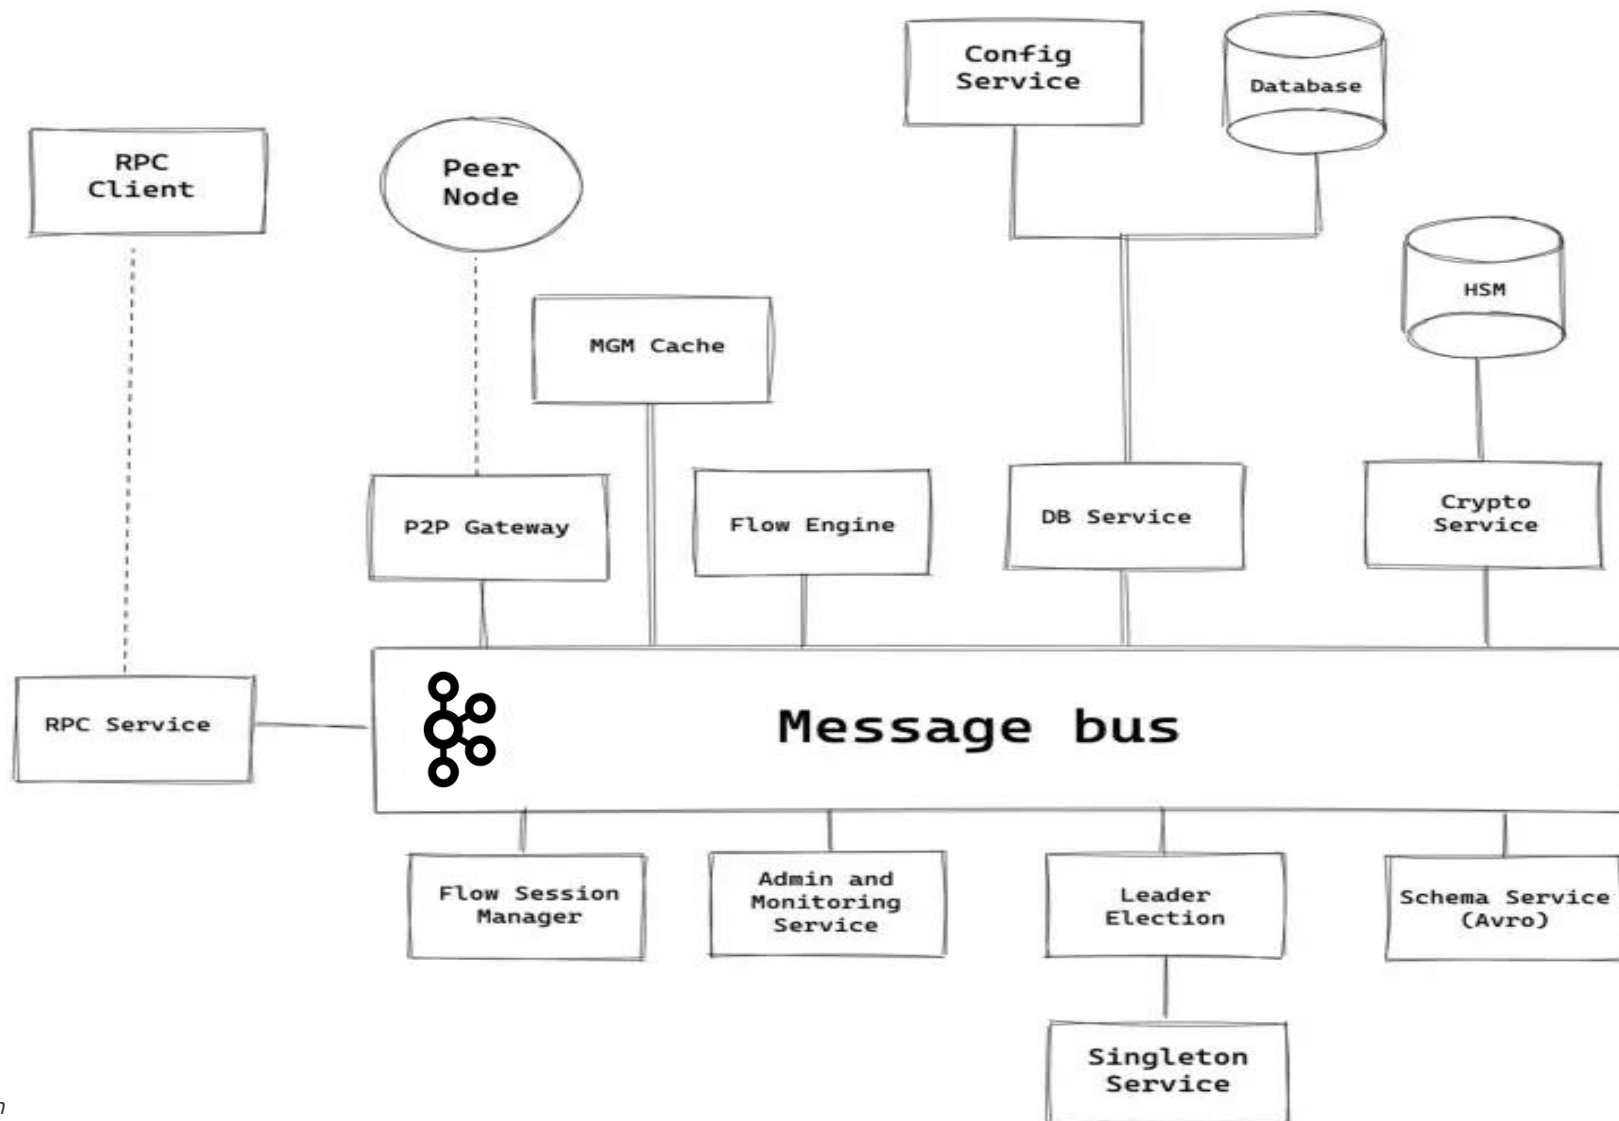 Config
Service
Database
RPC
Client
Peer
Node
HSM
MGM Cache
P2P Gateway
Flow Engine
DB Service
Crypto
Service
RPC Service
Message bus
Flow Session
Manager
Admin and
Monitoring
Service
Leader
Election
Schema Service
(Avro)
Singleton
Service